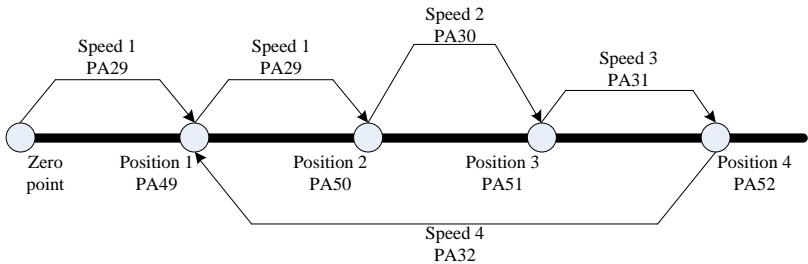 Speed 1
PA29
Speed 1
PA29
Speed 2
PA30
Speed 3
PA31
Zero
point
Position 1
PA49
Position 2
PA50
Position 3
PA51
Position 4
PA52
Speed 4
PA32